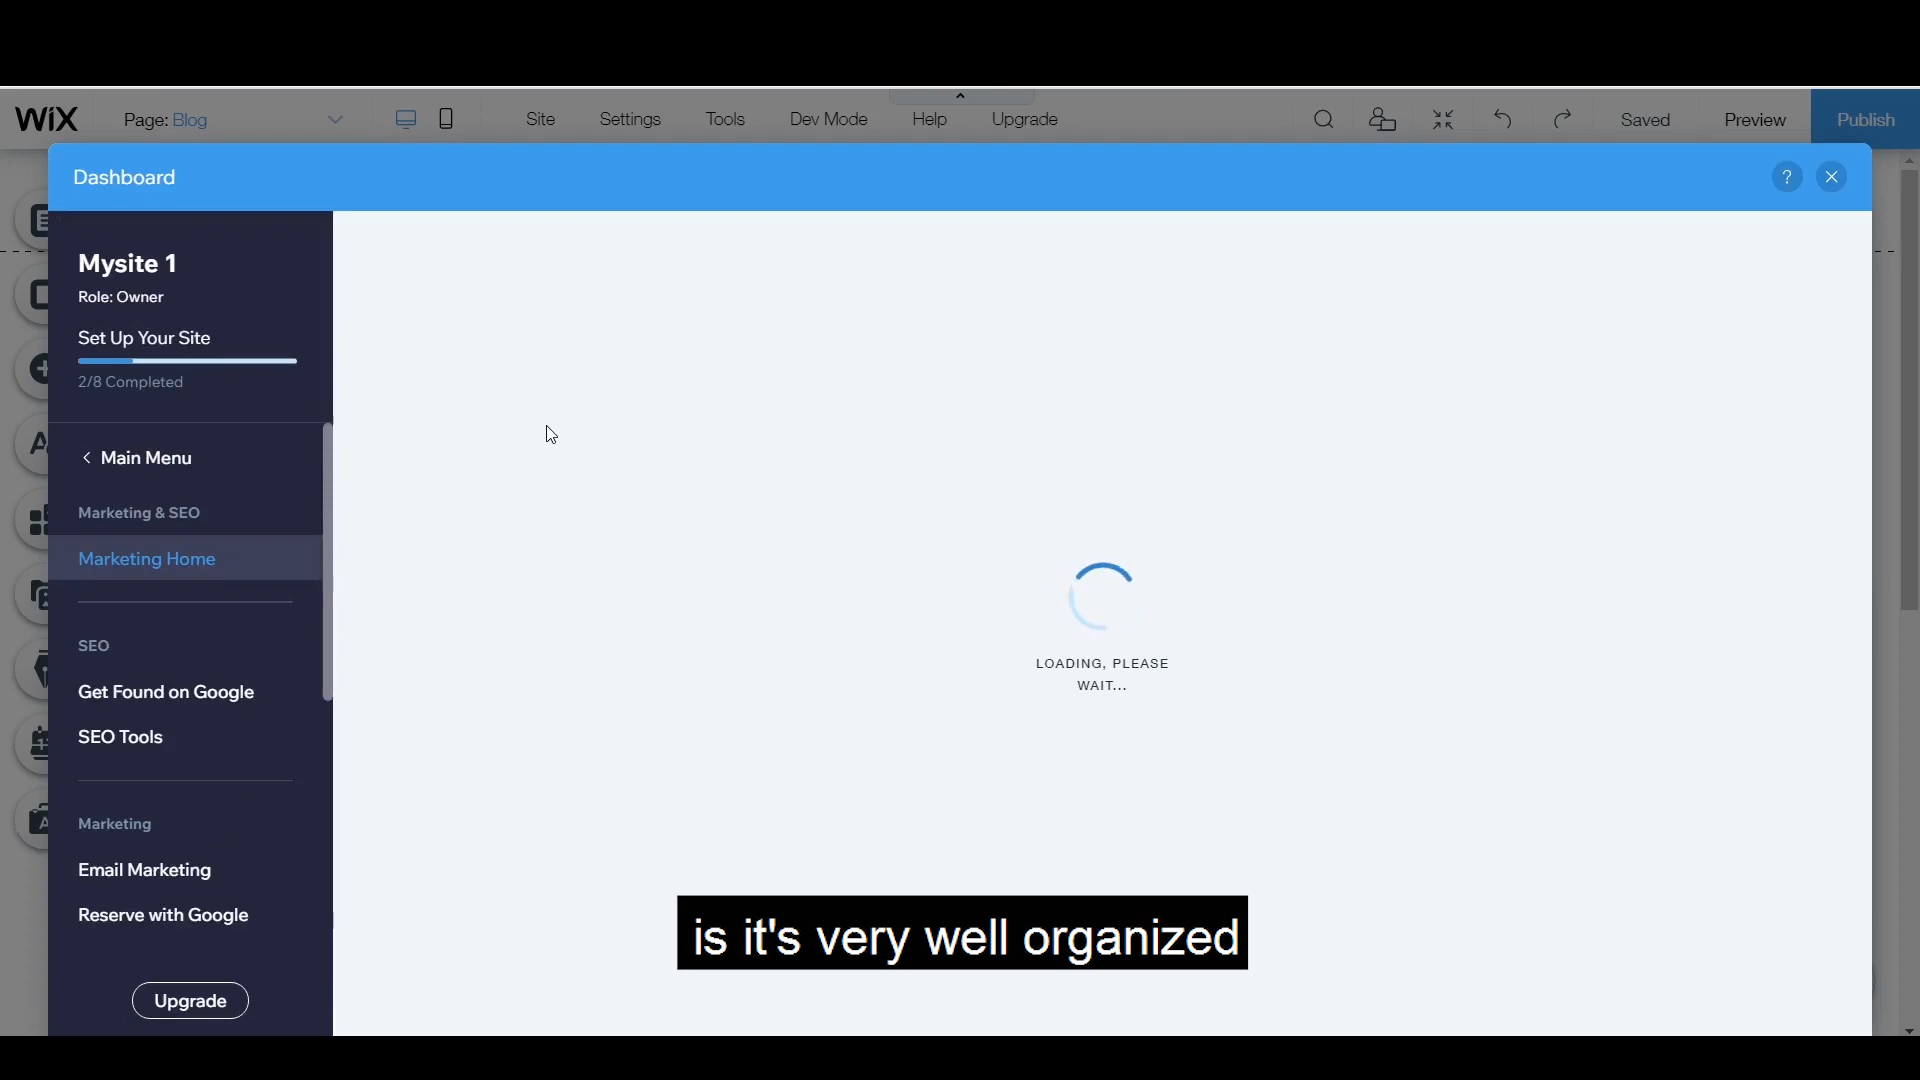 WiX
Page: Blog
Site
Settings
Tools
Dev Mode
Help
Upgrade
Saved
Preview
Publish
Dashboard
?
Mysite 1
Role: Owner
Set Up Your Site
2/8 Completed
< Main Menu
Marketing & SEO
Marketing Home
SEO
Get Found on Google
SEO Tools
Marketing
Email Marketing
Reserve with Google
Upgrade
LOADING, PLEASE
WAIT...
is it's very well organized